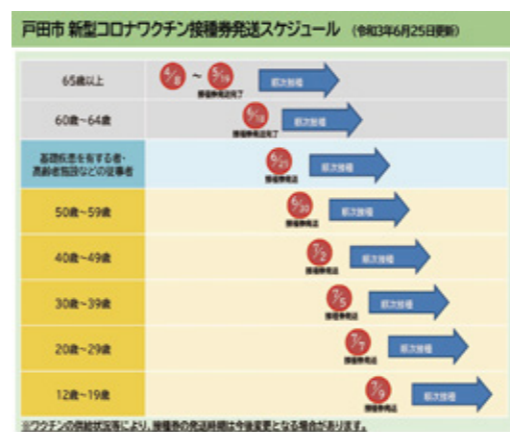 戸田市 新型コロナワクチン接種券発送スケジュール (令和3年6月25日更新)
65歳以上 4/8 ～ 5/19 順次接種
接種券発送完了
60歳～64歳 6/18 順次接種
接種券発送完了
基礎疾患を有する者・
高齢者施設などの従事者 6/25 順次接種
接種券発送
50歳～59歳 6/30 順次接種
接種券発送
40歳～49歳 7/2 順次接種
接種券発送
30歳～39歳 7/5 順次接種
接種券発送
20歳～29歳 7/7 順次接種
接種券発送
12歳～19歳 7/9 順次接種
接種券発送
※ワクチンの供給状況等により、接種券の発送時期は今後変更となる場合があります。